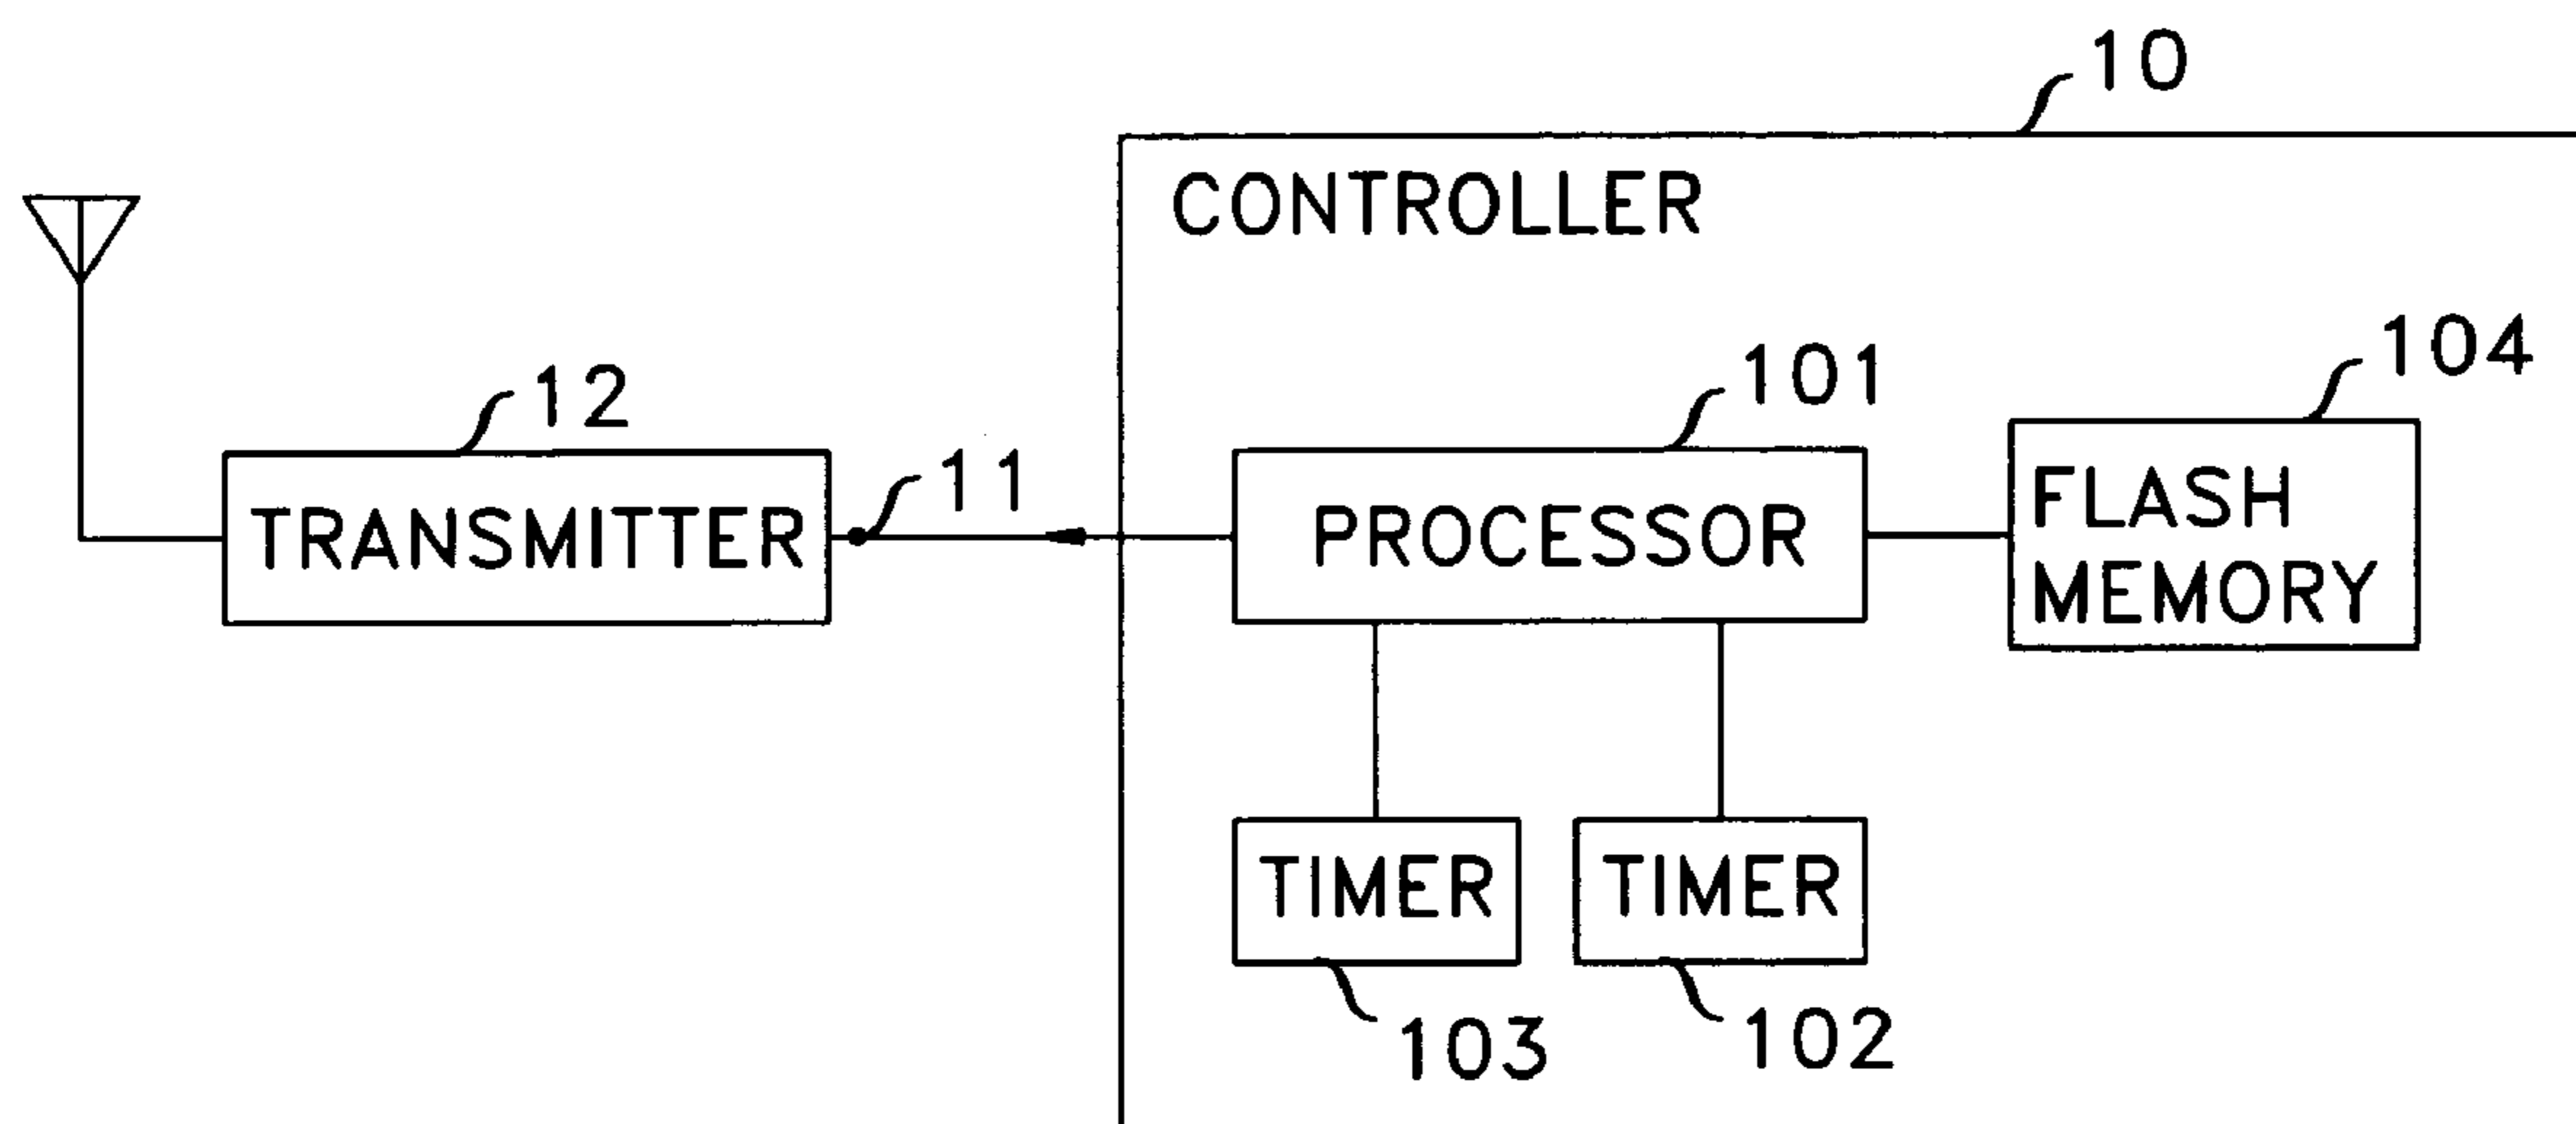 10
CONTROLLER
104
101
12
11
TRANSMITTER
PROCESSOR
FLASH
MEMORY
TIMER
TIMER
103
102